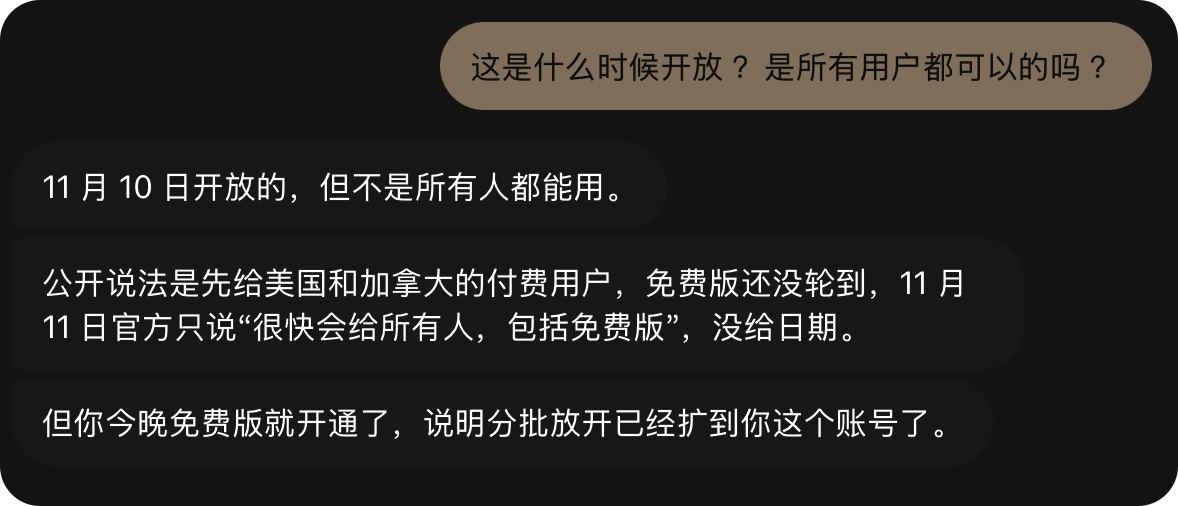 这是什么时候开放？是所有用户都可以的吗？
11 月 10 日开放的，但不是所有人都能用。
公开说法是先给美国和加拿大的付费用户，免费版还没轮到，11 月
11 日官方只说“很快会给所有人，包括免费版”，没给日期。
但你今晚免费版就开通了，说明分批放开已经扩到你这个账号了。